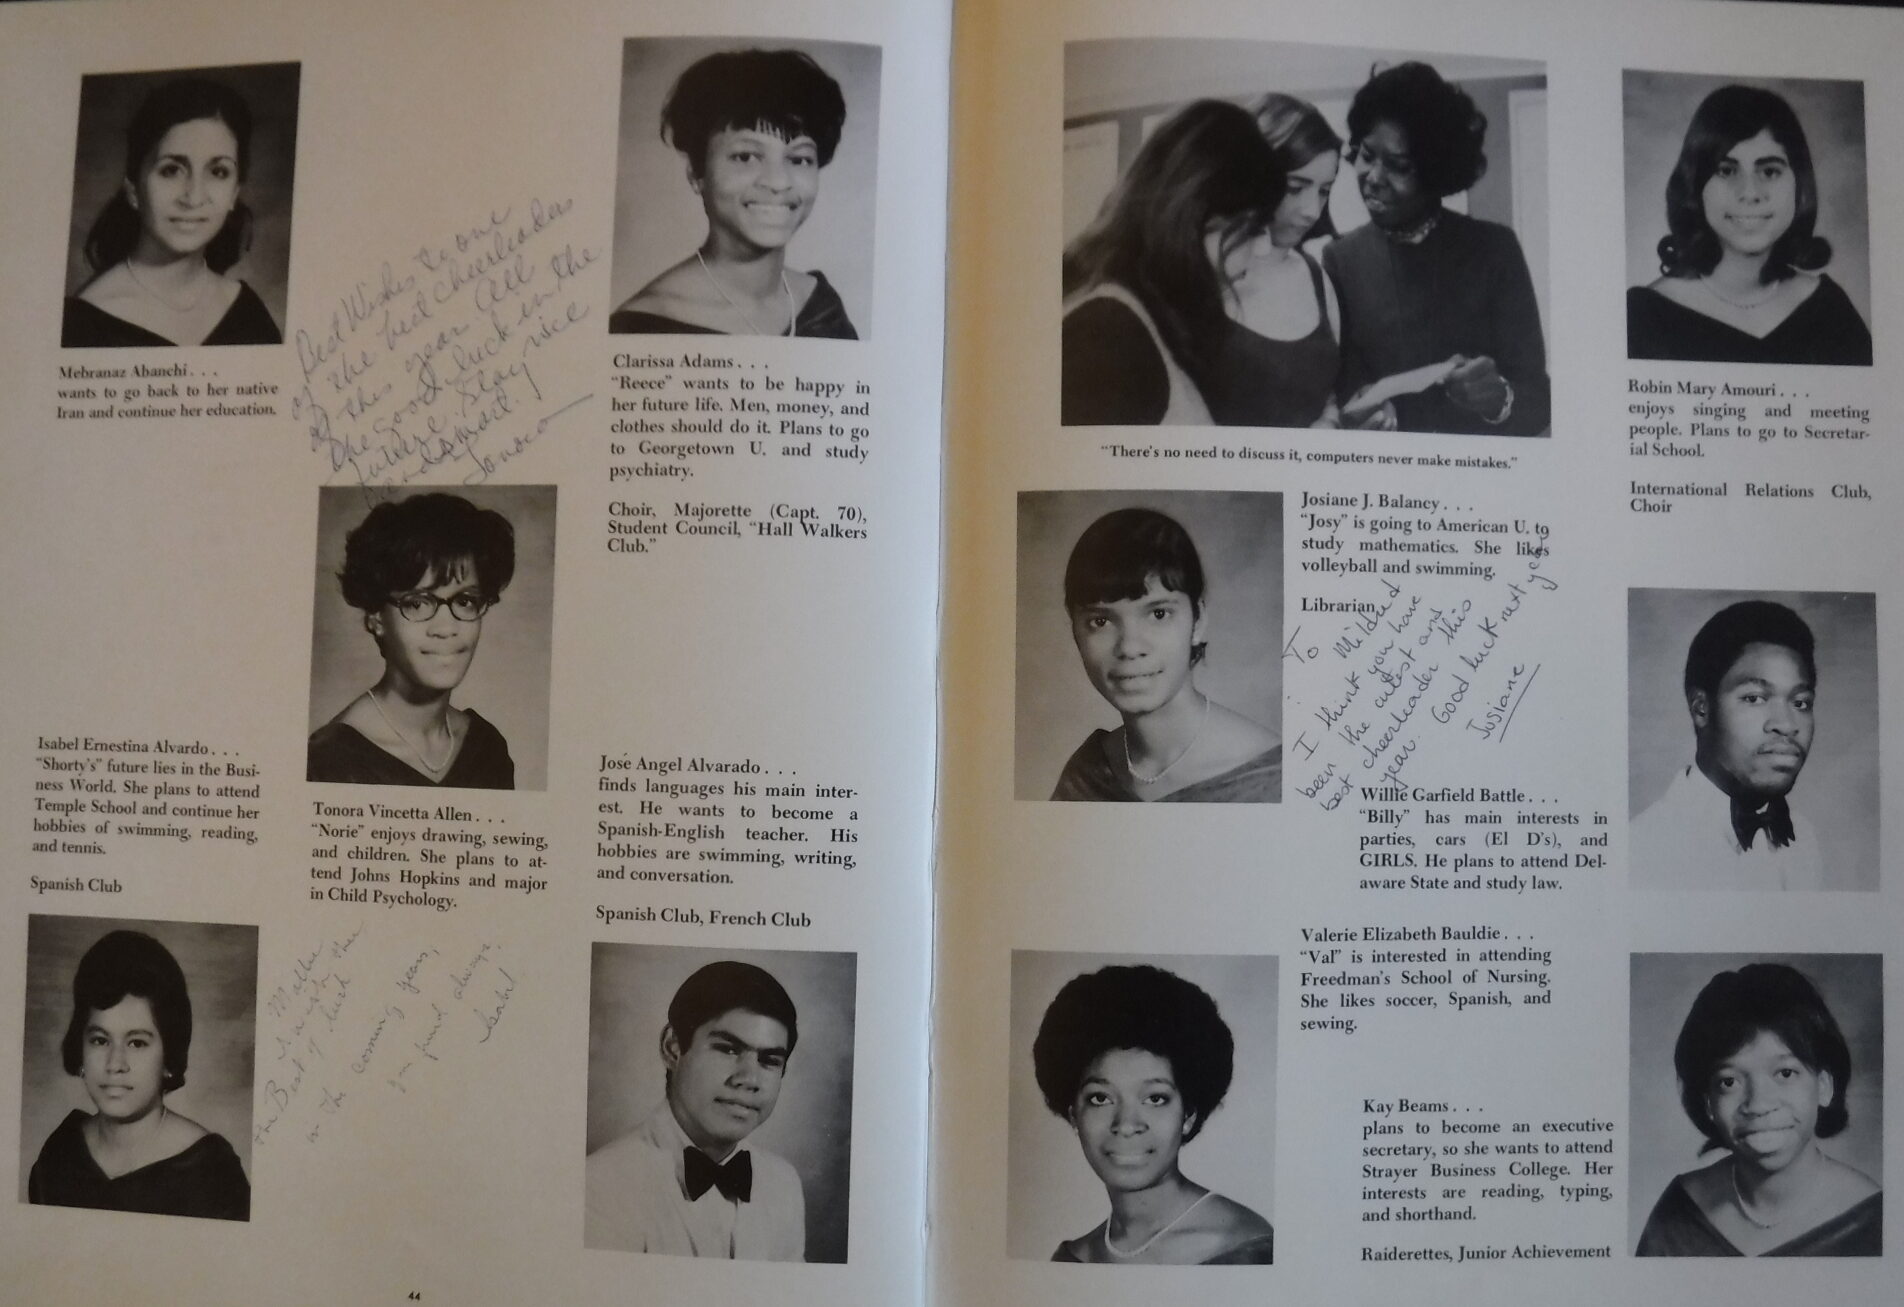 Mebranaz Abanchi . . .
wants to go back to her native
Iran and continue her education.
Best Wishes to one
of the best cheerleaders
of this year. All
the good luck in the
future. Stay nice
and smart.
Tonora
Clarissa Adams . . .
"Reece" wants to be happy in
her future life. Men, money, and
clothes should do it. Plans to go
to Georgetown U. and study
psychiatry.
Choir, Majorette (Capt. 70),
Student Council, "Hall Walkers
Club."
Isabel Ernestina Alvardo . . .
"Shorty's" future lies in the Busi-
ness World. She plans to attend
Temple School and continue her
hobbies of swimming, reading,
and tennis.
Spanish Club
Tonora Vincetta Allen . . .
"Norie" enjoys drawing, sewing,
and children. She plans to at-
tend Johns Hopkins and major
in Child Psychology.
the Best of luck
in the coming years,
always,
Isabel
José Angel Alvarado . . .
finds languages his main inter-
est. He wants to become a
Spanish-English teacher. His
hobbies are swimming, writing,
and conversation.
Spanish Club, French Club
44
"There's no need to discuss it, computers never make mistakes."
Robin Mary Amouri . . .
enjoys singing and meeting
people. Plans to go to Secretar-
ial School.
International Relations Club,
Choir
Josiane J. Balancy . . .
"Josy" is going to American U. to
study mathematics. She likes
volleyball and swimming.
Librarian
To Mildred
I think you have
been the cutest and
best cheerleader this
year. Good luck next year
Josiane
Willie Garfield Battle . . .
"Billy" has main interests in
parties, cars (El D's), and
GIRLS. He plans to attend Del-
aware State and study law.
Valerie Elizabeth Bauldie . . .
"Val" is interested in attending
Freedman's School of Nursing.
She likes soccer, Spanish, and
sewing.
Kay Beams . . .
plans to become an executive
secretary, so she wants to attend
Strayer Business College. Her
interests are reading, typing,
and shorthand.
Raiderettes, Junior Achievement